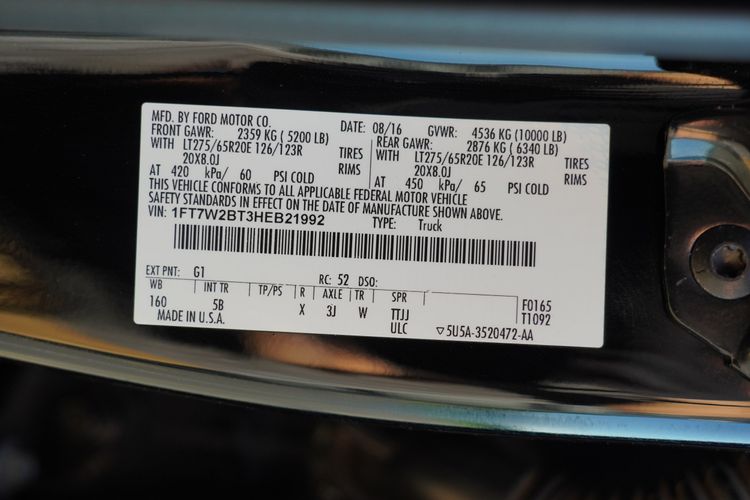 MFD. BY FORD MOTOR CO. DATE: 08/16 GVWR: 4536 KG (10000 LB)
FRONT GAWR: 2359 KG ( 5200 LB) REAR GAWR: 2876 KG ( 6340 LB)
WITH LT275/65R20E 126/123R TIRES WITH LT275/65R20E 126/123R TIRES
20X8.0J RIMS 20X8.0J RIMS
AT 420 kPa/ 60 PSI COLD AT 450 kPa/ 65 PSI COLD
THIS VEHICLE CONFORMS TO ALL APPLICABLE FEDERAL MOTOR VEHICLE
SAFETY STANDARDS IN EFFECT ON THE DATE OF MANUFACTURE SHOWN ABOVE.
VIN: 1FT7W2BT3HEB21992 TYPE: Truck
EXT PNT: G1 RC: 52 DSO:
WB INT TR TP/PS R AXLE TR SPR F0165
160 5B X 3J W TTJJ T1092
MADE IN U.S.A. ULC ▽5U5A-3520472-AA